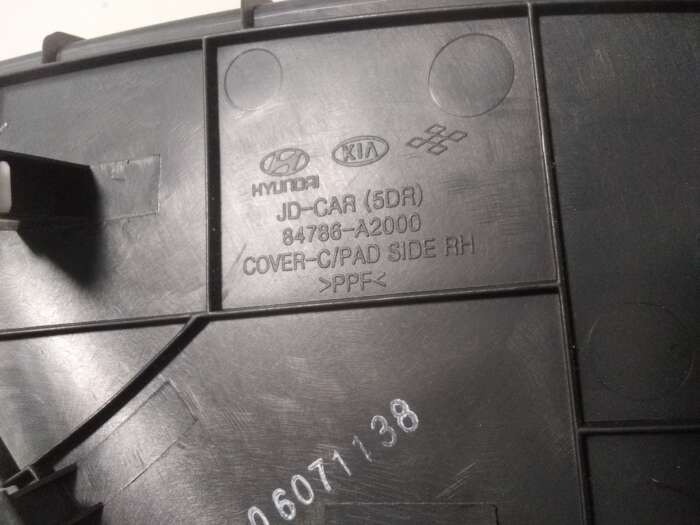 HYUNDAI
KIA
JD-CAR (5DR)
84786-A2000
COVER-C/PAD SIDE RH
>PPF<
06071138